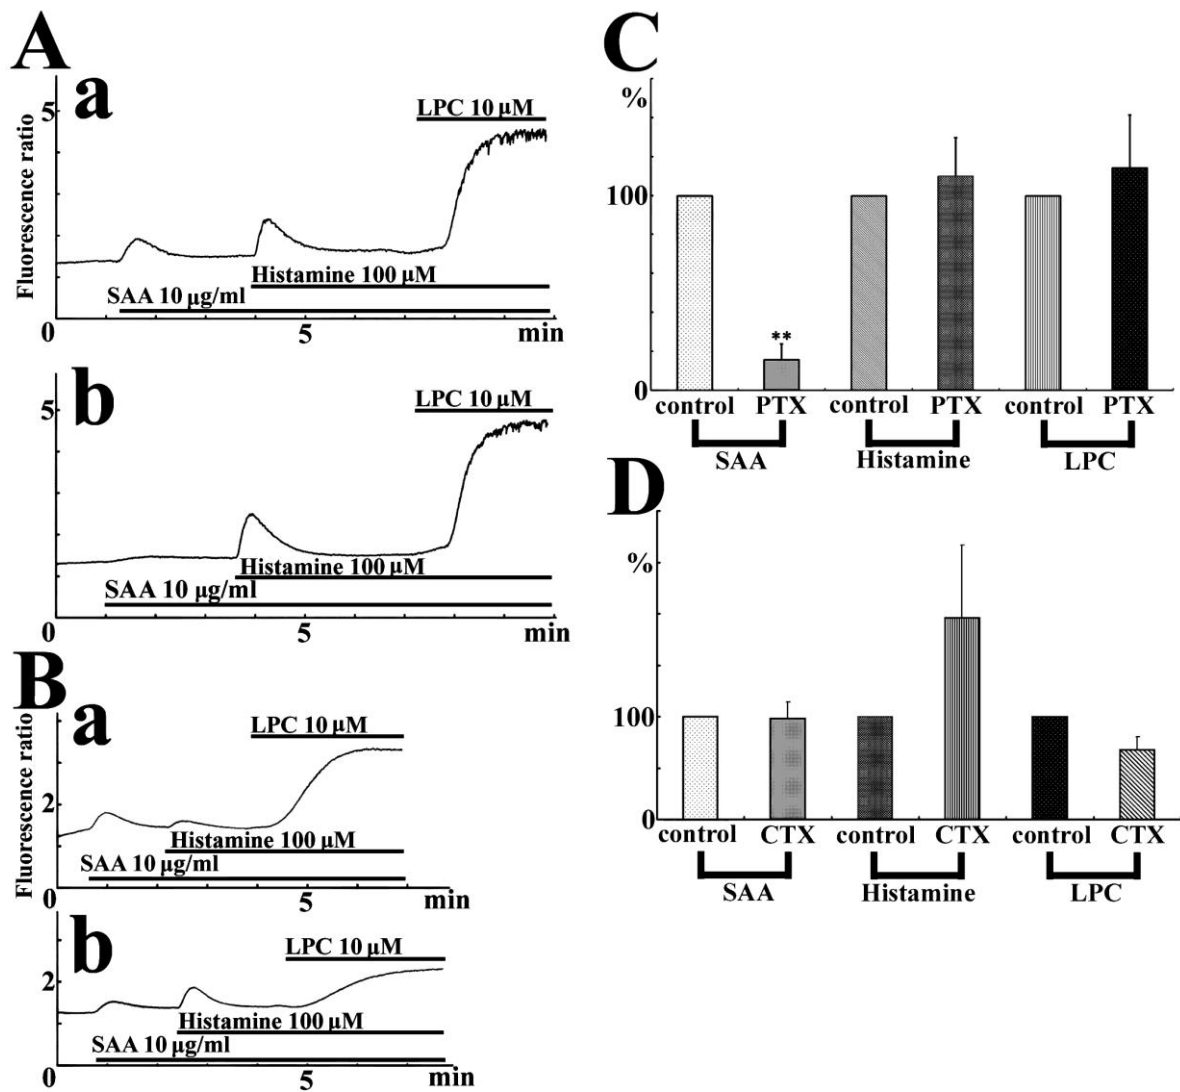 A
a
Fluorescence ratio
5
LPC 10 µM
Histamine 100 µM
SAA 10 µg/ml
0
5
min
b
5
LPC 10 µM
Histamine 100 µM
SAA 10 µg/ml
0
5
min
B
a
Fluorescence ratio
2
LPC 10 µM
Histamine 100 µM
SAA 10 µg/ml
0
5
min
b
2
LPC 10 µM
Histamine 100 µM
SAA 10 µg/ml
0
5
min
C
%
100
**
0
control PTX control PTX control PTX
SAA Histamine LPC
D
%
100
0
control CTX control CTX control CTX
SAA Histamine LPC